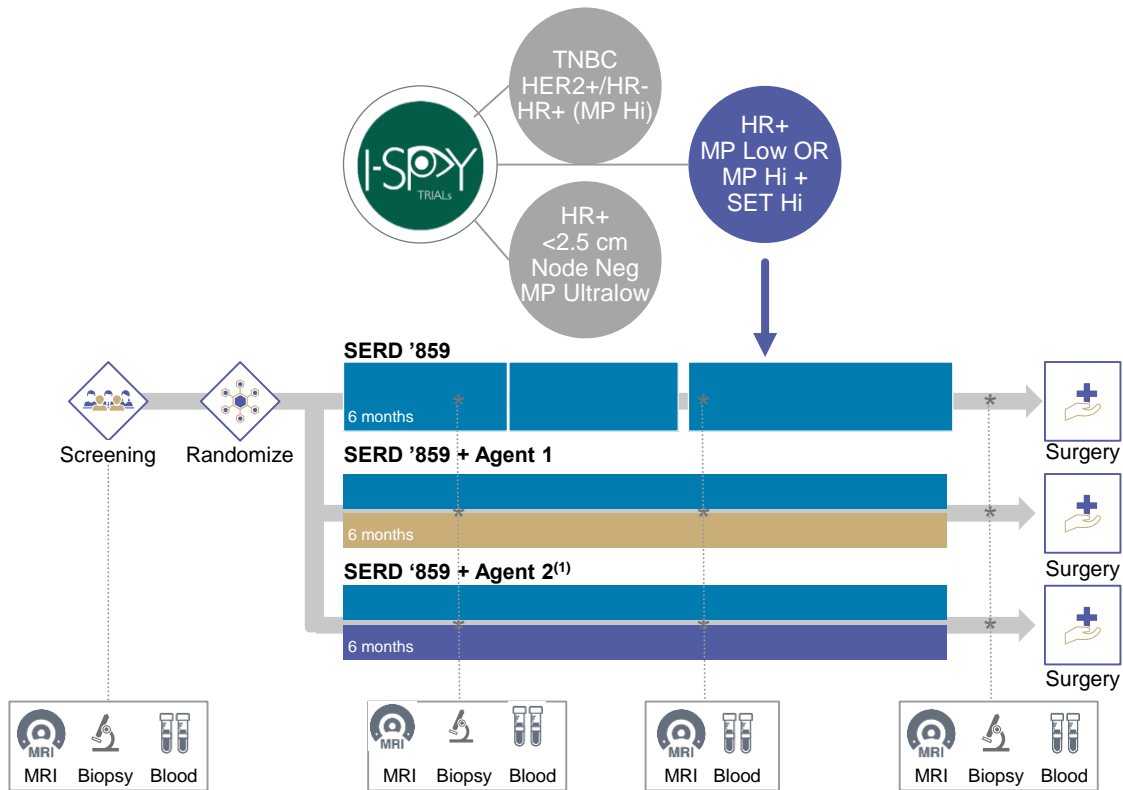 TNBC
HER2+/HR-
HR+ (MP Hi)
I-SPY
TRIALs
HR+
MP Low OR
MP Hi +
SET Hi
HR+
<2.5 cm
Node Neg
MP Ultralow
SERD '859
6 months
Screening
Randomize
Surgery
SERD '859 + Agent 1
6 months
Surgery
SERD '859 + Agent 2(1)
6 months
Surgery
MRI
MRI Biopsy Blood
MRI
MRI Biopsy Blood
MRI
MRI Blood
MRI
MRI Biopsy Blood